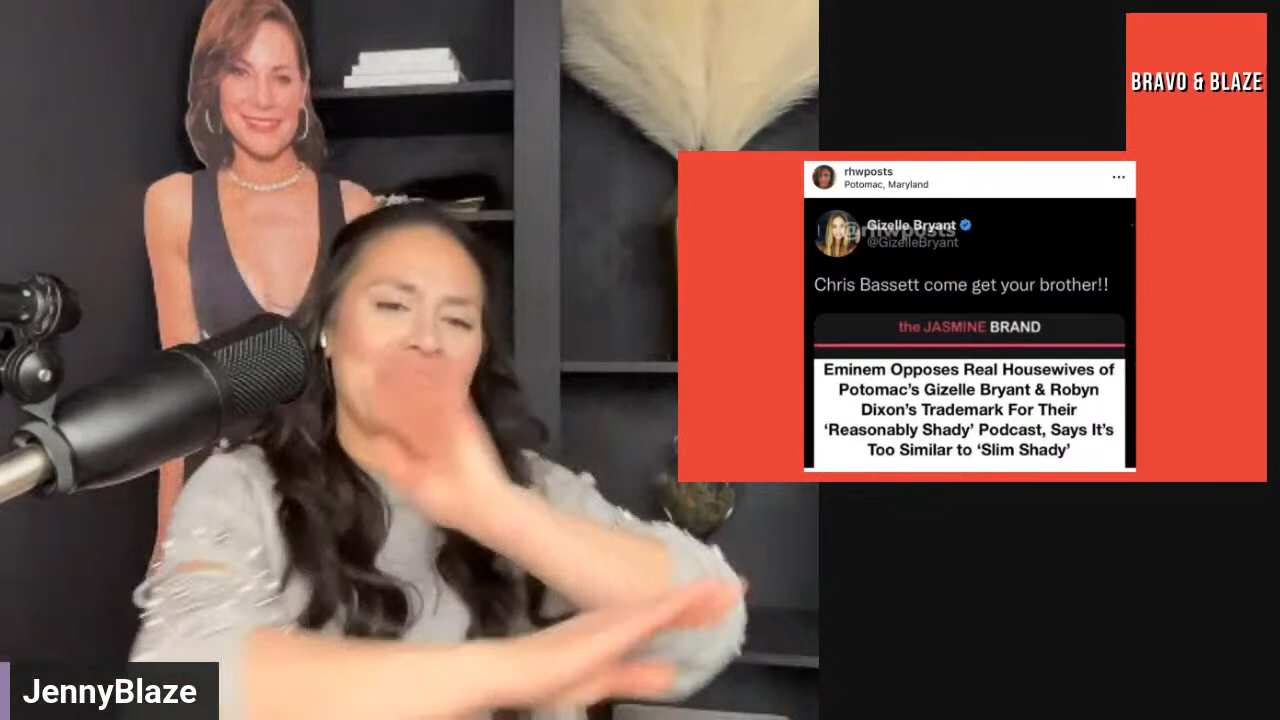 BRAVO & BLAZE
rhwposts
Potomac, Maryland
Gizelle Bryant
@rhwposts
@GizelleBryant
Chris Bassett come get your brother!!
the JASMINE BRAND
Eminem Opposes Real Housewives of
Potomac's Gizelle Bryant & Robyn
Dixon's Trademark For Their
‘Reasonably Shady’ Podcast, Says It's
Too Similar to ‘Slim Shady’
JennyBlaze